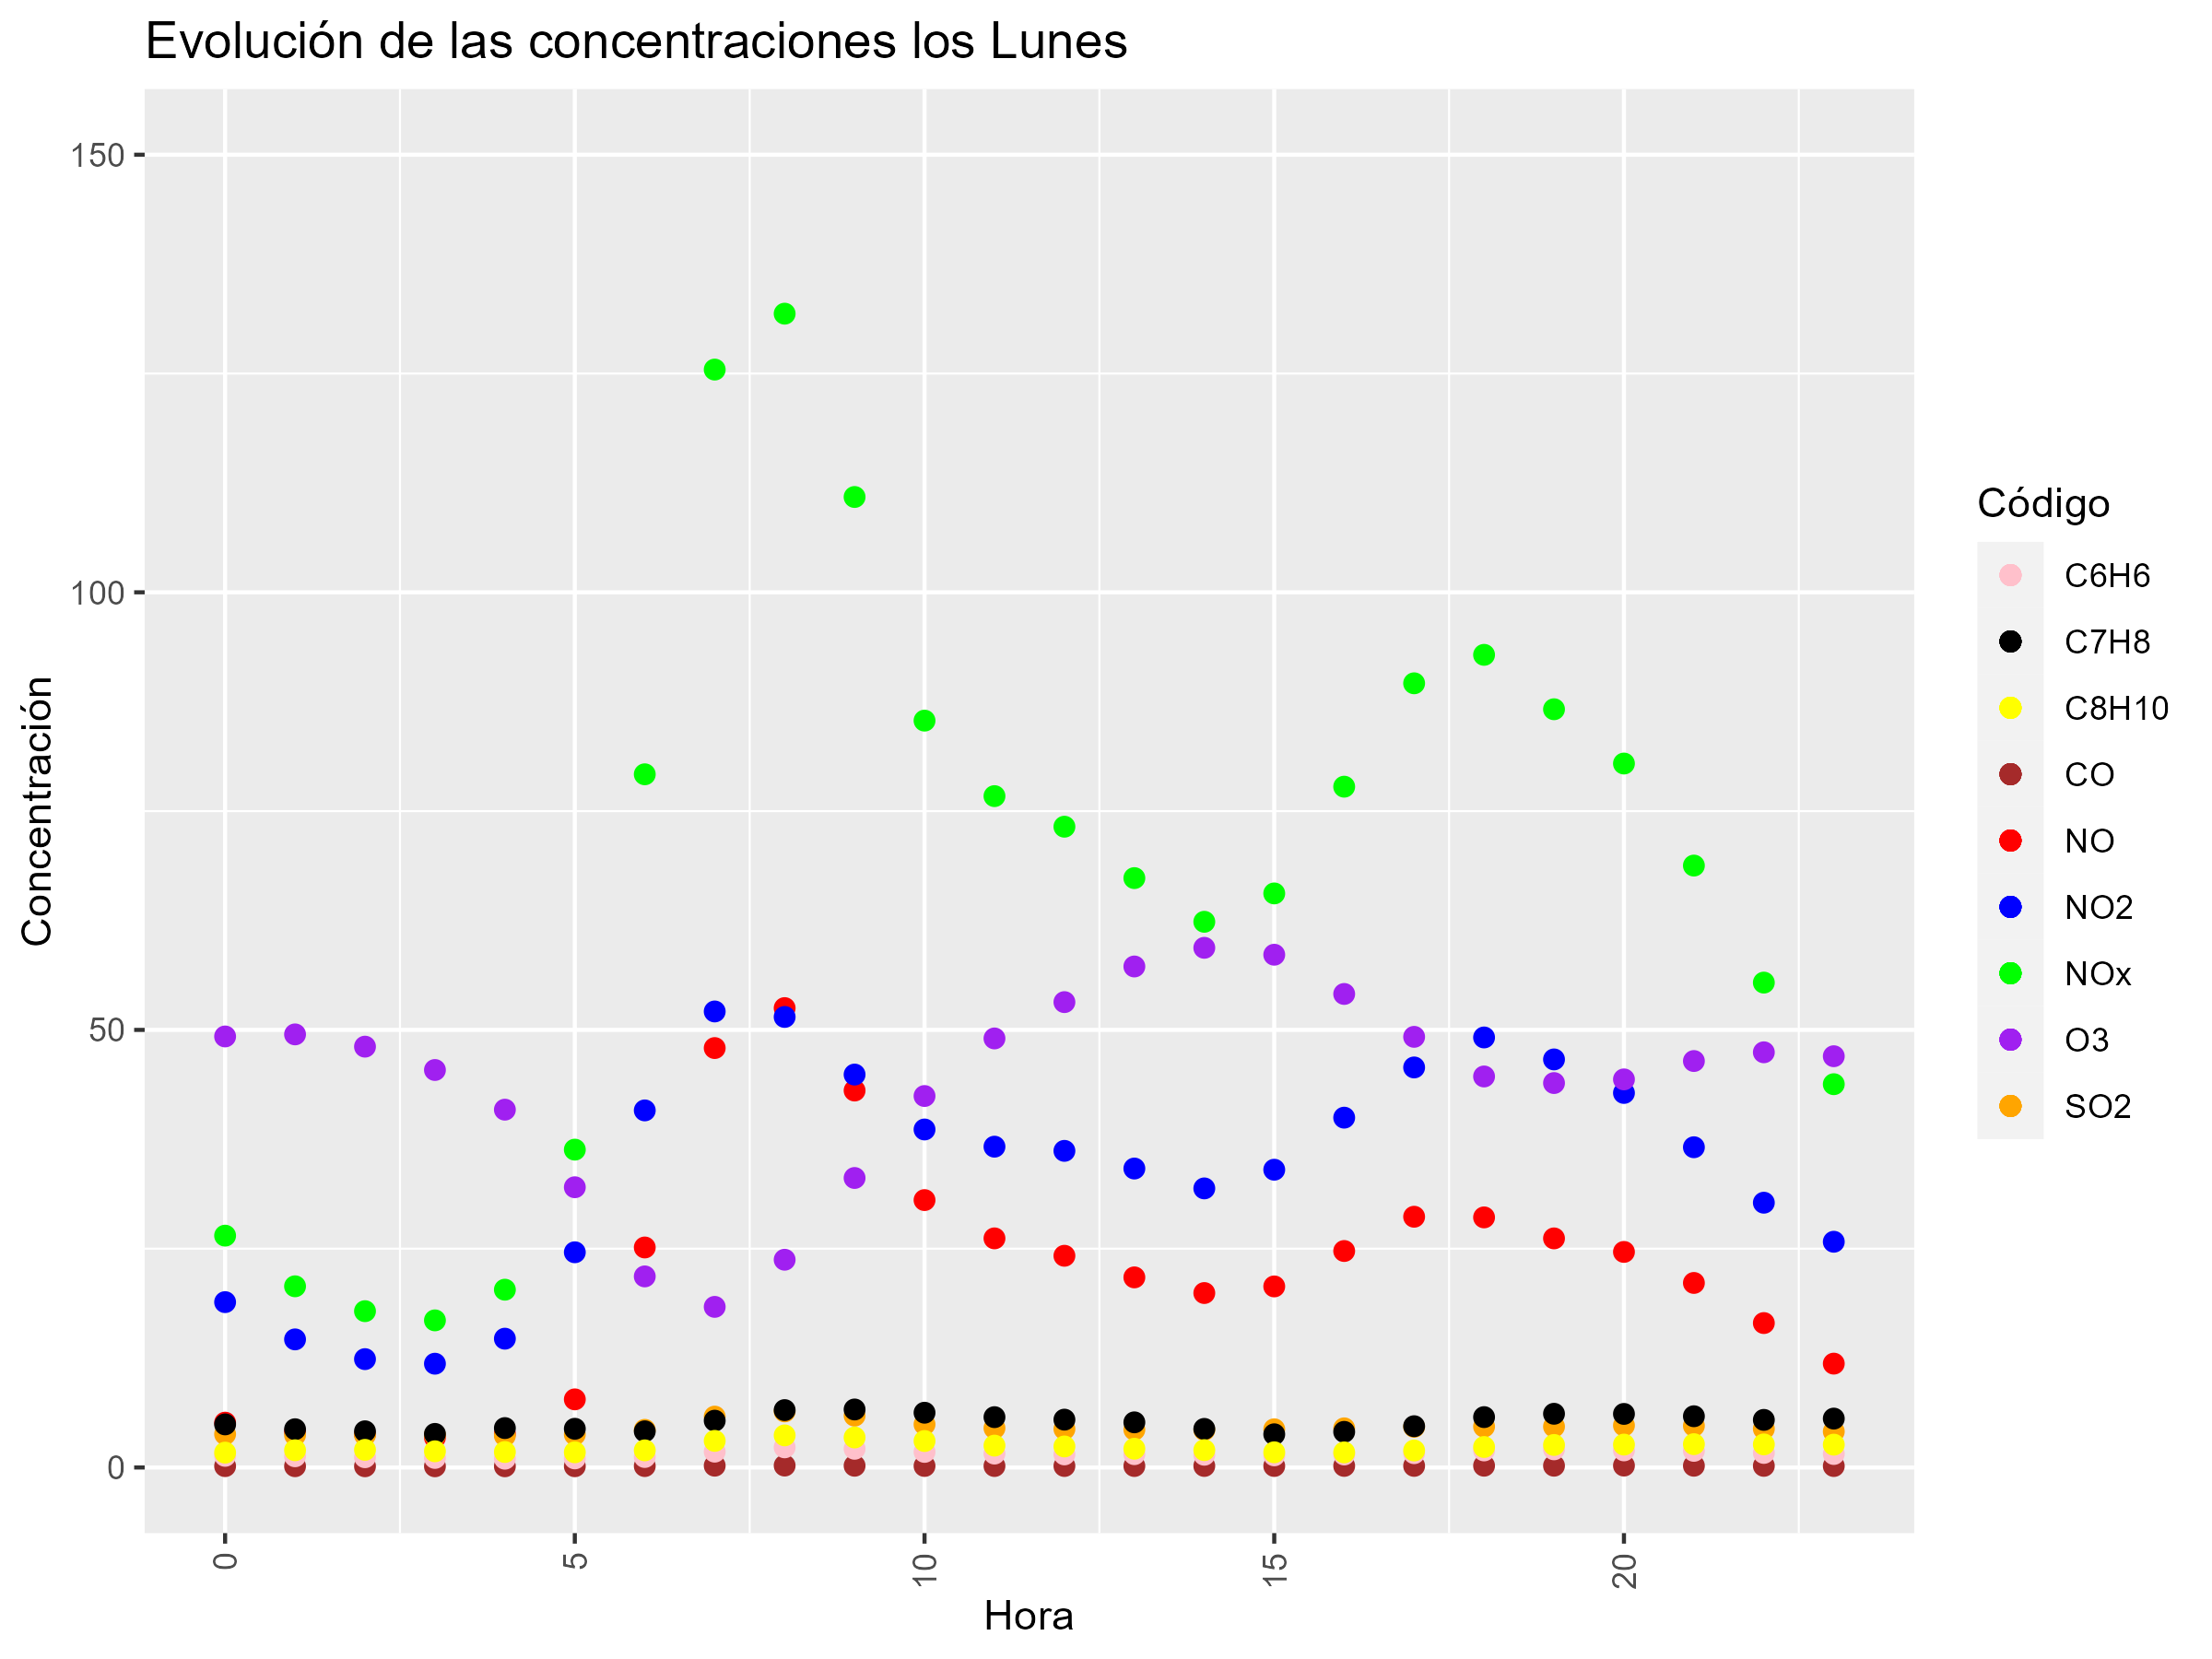 Evolución de las concentraciones los Lunes
Concentración
150
100
50
0
0
5
10
15
20
Hora
Código
C6H6
C7H8
C8H10
CO
NO
NO2
NOx
O3
SO2